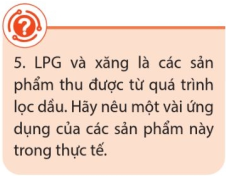 5. LPG và xăng là các sản
phẩm thu được từ quá trình
lọc dầu. Hãy nêu một vài ứng
dụng của các sản phẩm này
trong thực tế.